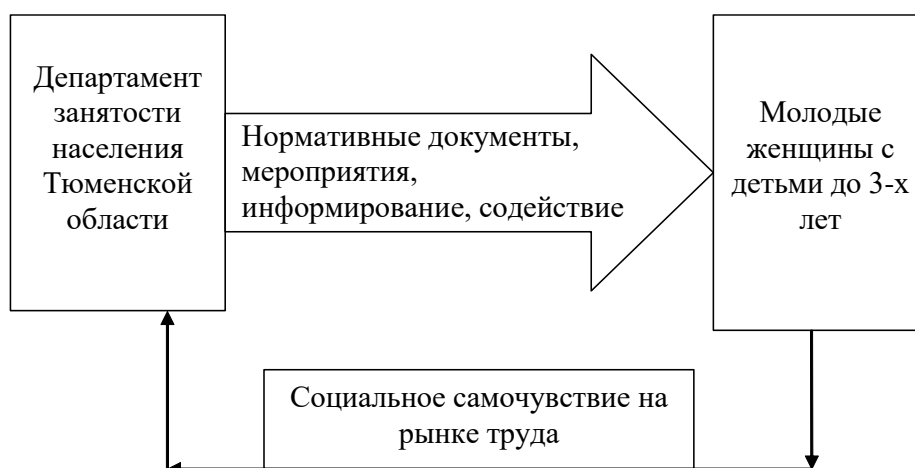 Департамент
занятости
населения
Тюменской
области
Нормативные документы,
мероприятия,
информирование, содействие
Молодые
женщины с
детьми до 3-х
лет
Социальное самочувствие на
рынке труда